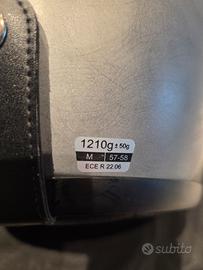 1210g ± 50g
M 57-58
ECE R 22.06
subito